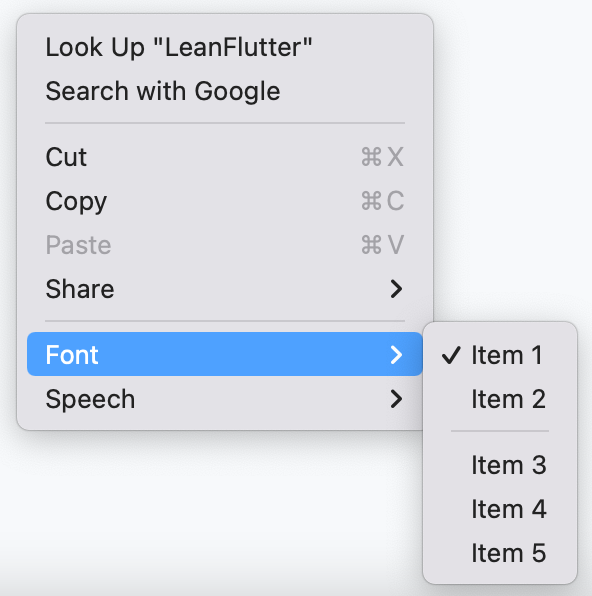 Look Up "LeanFlutter"
Search with Google
Cut ⌘X
Copy ⌘C
Paste ⌘V
Share
Font
Speech
Item 1
Item 2
Item 3
Item 4
Item 5